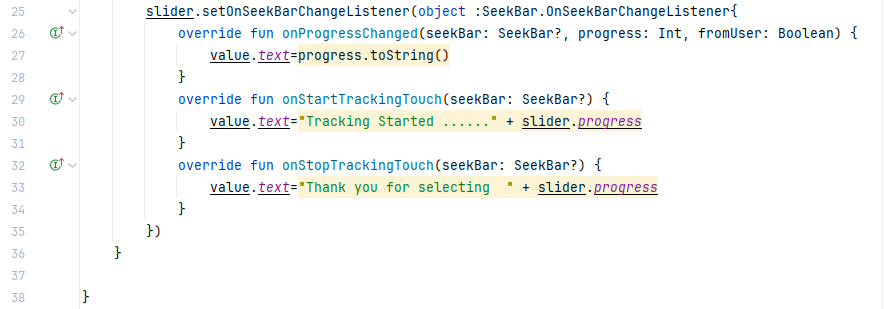 25 slider.setOnSeekBarChangeListener(object :SeekBar.OnSeekBarChangeListener{
26 override fun onProgressChanged(seekBar: SeekBar?, progress: Int, fromUser: Boolean) {
27 value.text=progress.toString()
28 }
29 override fun onStartTrackingTouch(seekBar: SeekBar?) {
30 value.text="Tracking Started ......" + slider.progress
31 }
32 override fun onStopTrackingTouch(seekBar: SeekBar?) {
33 value.text="Thank you for selecting  " + slider.progress
34 }
35 })
36 }
37
38 }